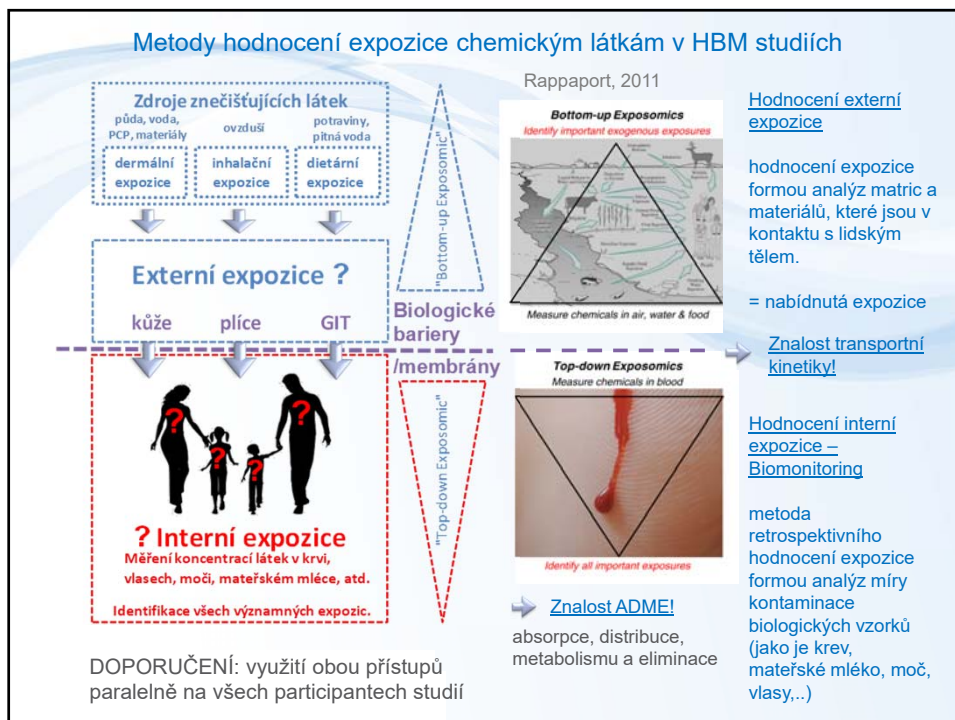 Metody hodnocení expozice chemickým látkám v HBM studiích
Zdroje znečišťujících látek
půda, voda,
PCP, materiály
ovzduší
potraviny,
pitná voda
dermální
expozice
inhalační
expozice
dietární
expozice
Externí expozice ?
kůže
plíce
GIT
"Bottom-up Exposomic"
Biologické
bariery
/membrány
"Top-down Exposomic"
?
?
?
?
? Interní expozice
Měření koncentrací látek v krvi,
vlasech, moči, mateřském mléce, atd.
Identifikace všech významných expozic.
DOPORUČENÍ: využití obou přístupů
paralelně na všech participantech studií
Rappaport, 2011
Bottom-up Exposomics
Identify important exogenous exposures
Measure chemicals in air, water & food
Top-down Exposomics
Measure chemicals in blood
Identify all important exposures
Znalost ADME!
absorpce, distribuce,
metabolismu a eliminace
Hodnocení externí
expozice
hodnocení expozice
formou analýz matric a
materiálů, které jsou v
kontaktu s lidským
tělem.
= nabídnutá expozice
Znalost transportní
kinetiky!
Hodnocení interní
expozice –
Biomonitoring
metoda
retrospektivního
hodnocení expozice
formou analýz míry
kontaminace
biologických vzorků
(jako je krev,
mateřské mléko, moč,
vlasy,..)